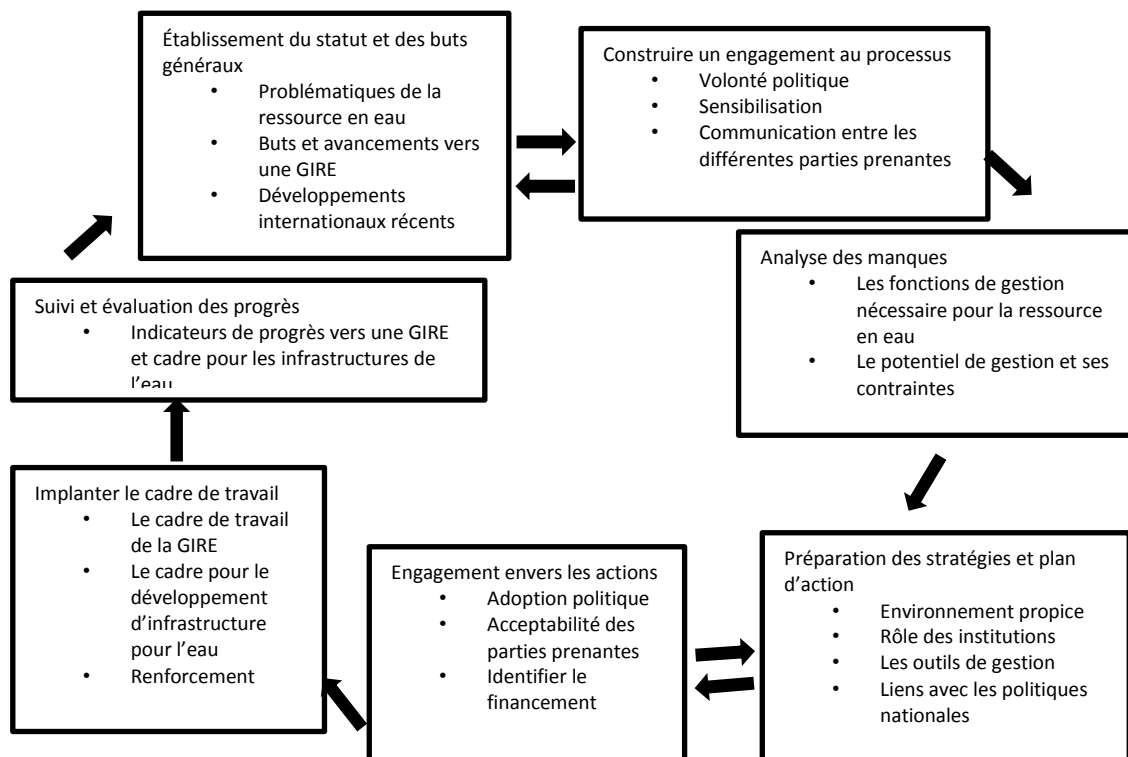 Établissement du statut et des buts
généraux
• Problématiques de la
ressource en eau
• Buts et avancements vers
une GIRE
• Développements
internationaux récents
Construire un engagement au processus
• Volonté politique
• Sensibilisation
• Communication entre les
différentes parties prenantes
Analyse des manques
• Les fonctions de gestion
nécessaire pour la ressource
en eau
• Le potentiel de gestion et ses
contraintes
Préparation des stratégies et plan
d’action
• Environnement propice
• Rôle des institutions
• Les outils de gestion
• Liens avec les politiques
nationales
Engagement envers les actions
• Adoption politique
• Acceptabilité des
parties prenantes
• Identifier le
financement
Implanter le cadre de travail
• Le cadre de travail
de la GIRE
• Le cadre pour le
développement
d’infrastructure
pour l’eau
• Renforcement
Suivi et évaluation des progrès
• Indicateurs de progrès vers une GIRE
et cadre pour les infrastructures de
l’eau